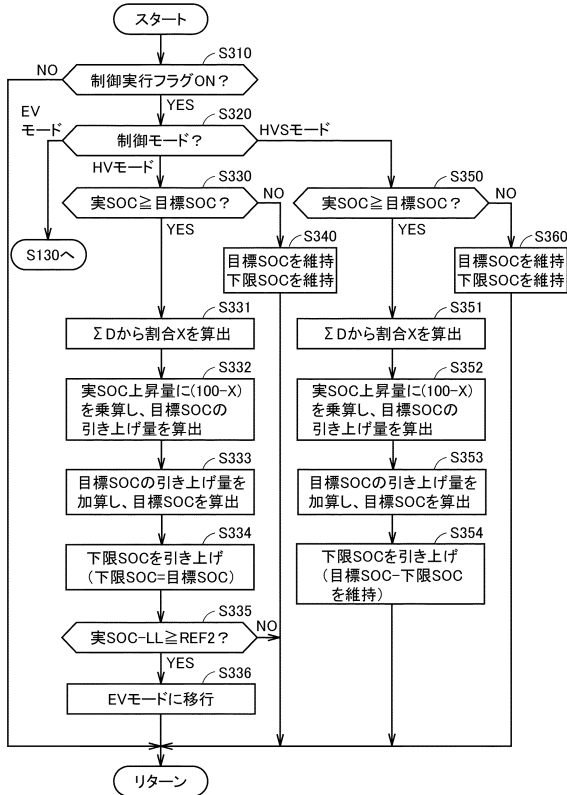 スタート
S310
制御実行フラグON？
NO
YES
S320
制御モード？
EV
モード
HVSモード
HVモード
S330
実SOC≧目標SOC？
NO
YES
S350
実SOC≧目標SOC？
NO
YES
S130へ
S340
目標SOCを維持
下限SOCを維持
S360
目標SOCを維持
下限SOCを維持
S331
ΣDから割合Xを算出
S351
ΣDから割合Xを算出
S332
実SOC上昇量に(100-X)
を乗算し、目標SOCの
引き上げ量を算出
S352
実SOC上昇量に(100-X)
を乗算し、目標SOCの
引き上げ量を算出
S333
目標SOCの引き上げ量を
加算し、目標SOCを算出
S353
目標SOCの引き上げ量を
加算し、目標SOCを算出
S334
下限SOCを引き上げ
(下限SOC=目標SOC)
S354
下限SOCを引き上げ
(目標SOC-下限SOC
を維持)
S335
実SOC-LL≧REF2？
NO
YES
S336
EVモードに移行
リターン